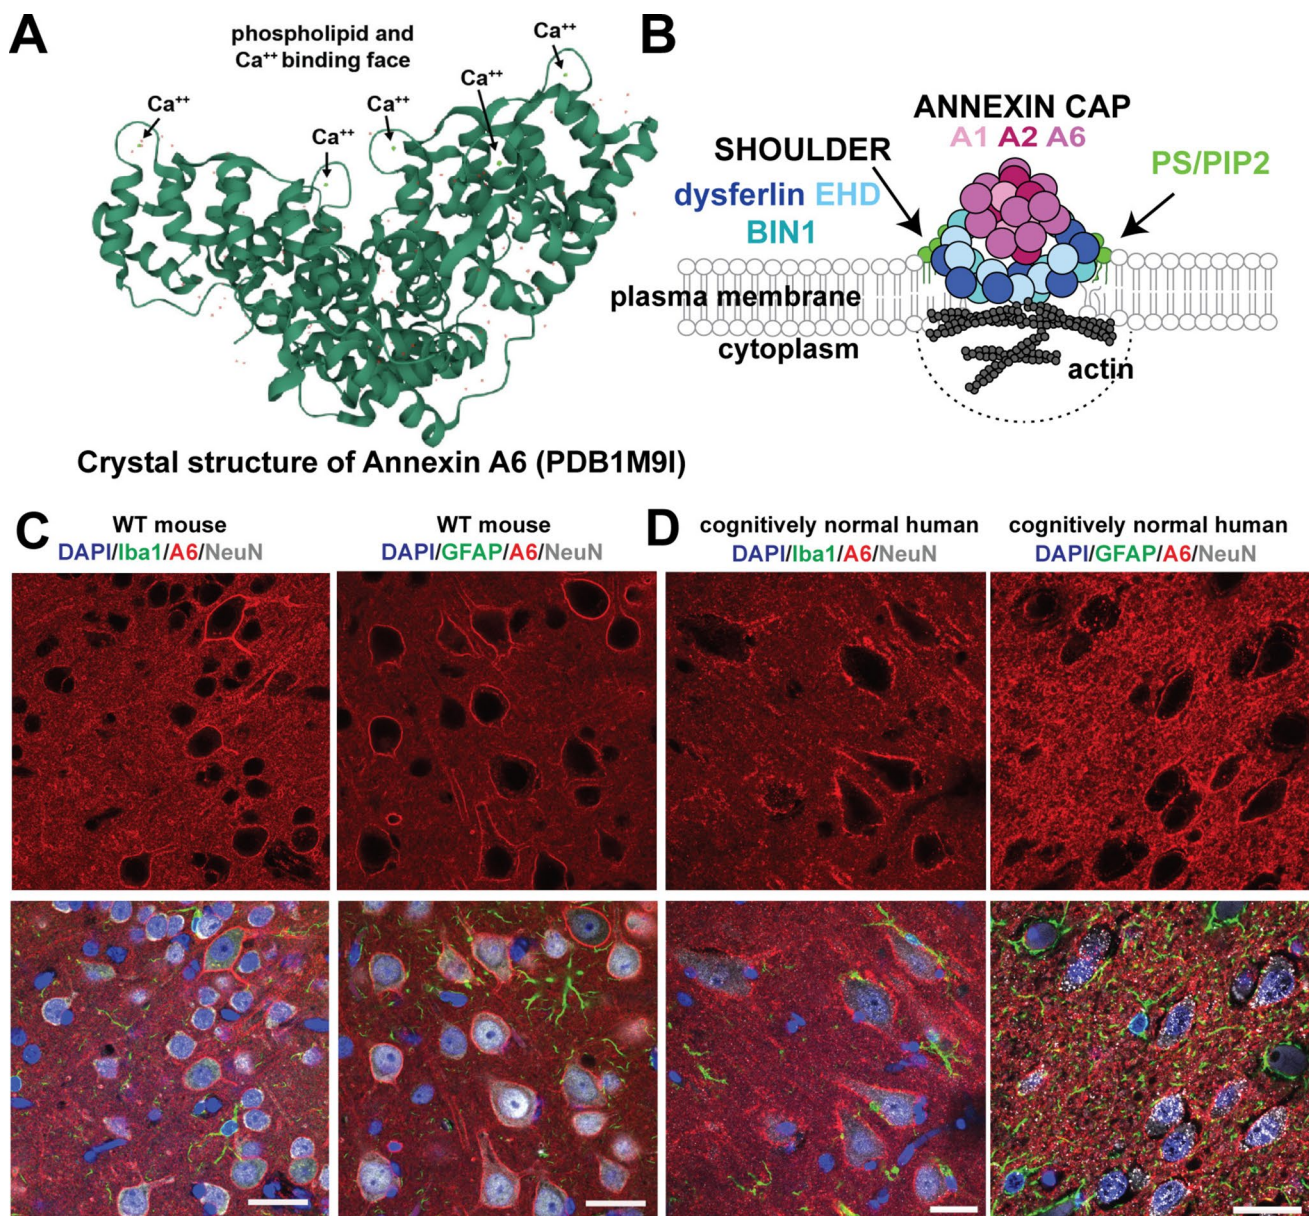 A
phospholipid and
Ca++ binding face
Ca++
Ca++
Ca++
Ca++
Ca++
Crystal structure of Annexin A6 (PDB1M9I)
B
ANNEXIN CAP
A1 A2 A6
SHOULDER
dysferlin EHD
BIN1
PS/PIP2
plasma membrane
cytoplasm
actin
C
WT mouse
DAPI/Iba1/A6/NeuN
WT mouse
DAPI/GFAP/A6/NeuN
D
cognitively normal human
DAPI/Iba1/A6/NeuN
cognitively normal human
DAPI/GFAP/A6/NeuN